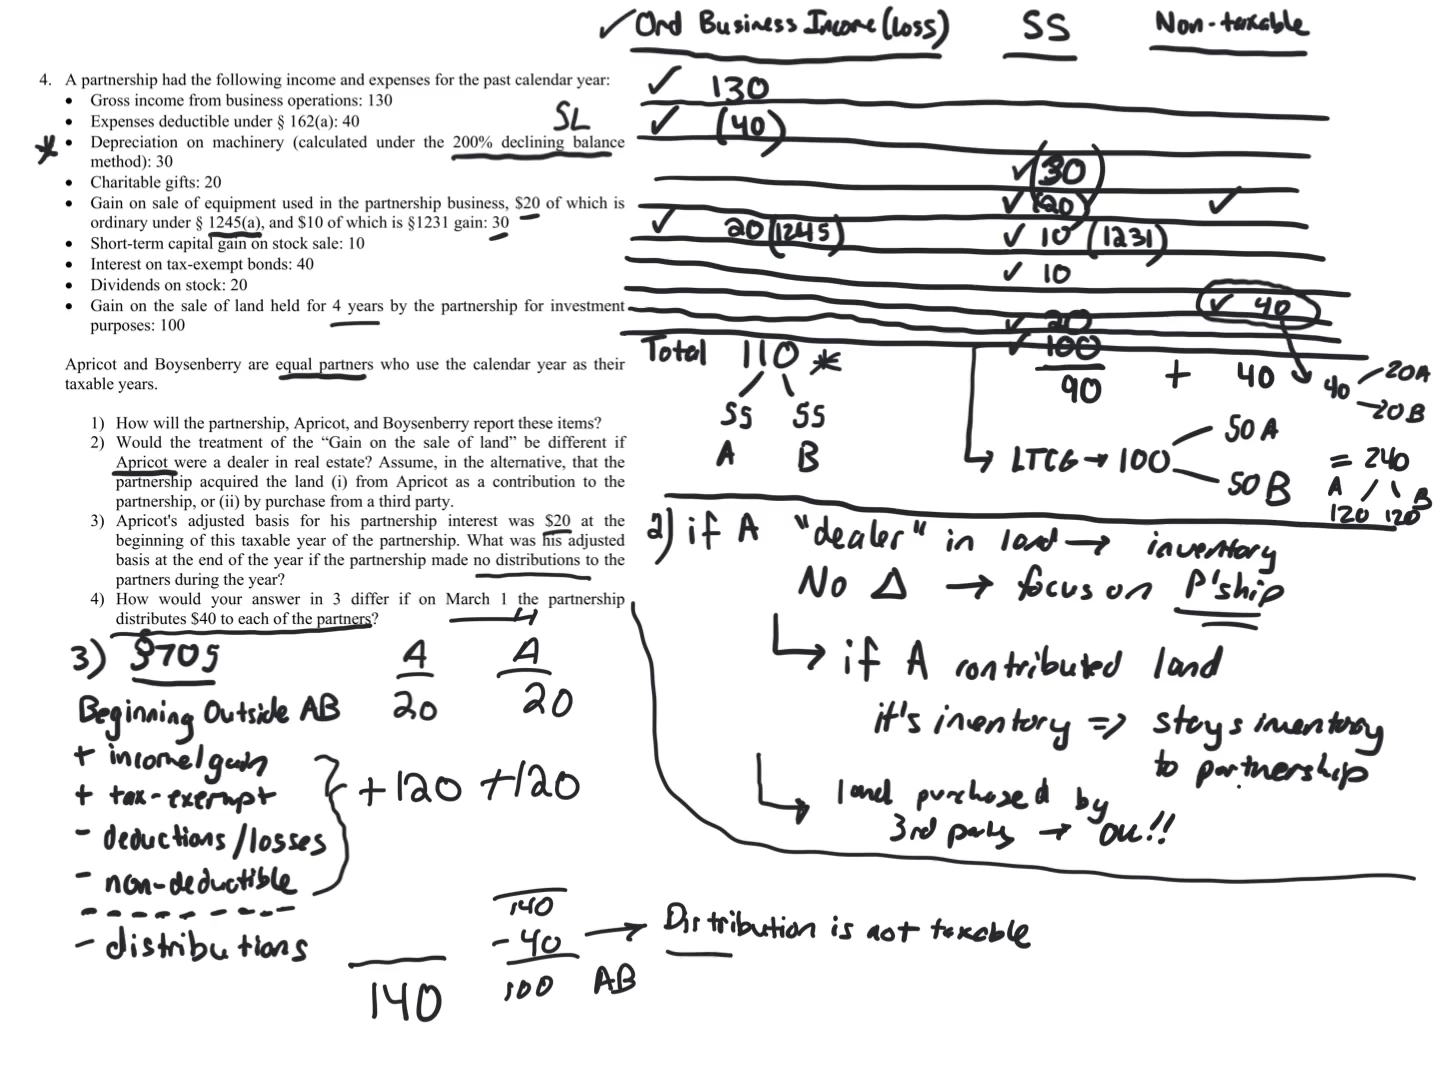 ✓ Ord Business Income (loss) SS Non-taxable
4. A partnership had the following income and expenses for the past calendar year:
• Gross income from business operations: 130
• Expenses deductible under § 162(a): 40
• Depreciation on machinery (calculated under the 200% declining balance
method): 30
• Charitable gifts: 20
• Gain on sale of equipment used in the partnership business, $20 of which is
ordinary under § 1245(a), and $10 of which is §1231 gain: 30
• Short-term capital gain on stock sale: 10
• Interest on tax-exempt bonds: 40
• Dividends on stock: 20
• Gain on the sale of land held for 4 years by the partnership for investment
purposes: 100
SL
*
✓ 130
✓ (40)
✓ (30)
✓ (20) ✓
✓ 20 (1245) ✓ 10 (1231)
✓ 10
✓ 40
✓ 20
✓ 100
Total 110 * 90 + 40 40 20A
20B
SS SS
A B
LTCG → 100 50 A
50 B
= 240
A B
120 120
Apricot and Boysenberry are equal partners who use the calendar year as their
taxable years.
1) How will the partnership, Apricot, and Boysenberry report these items?
2) Would the treatment of the “Gain on the sale of land” be different if
Apricot were a dealer in real estate? Assume, in the alternative, that the
partnership acquired the land (i) from Apricot as a contribution to the
partnership, or (ii) by purchase from a third party.
3) Apricot's adjusted basis for his partnership interest was $20 at the
beginning of this taxable year of the partnership. What was his adjusted
basis at the end of the year if the partnership made no distributions to the
partners during the year?
4) How would your answer in 3 differ if on March 1 the partnership
distributes $40 to each of the partners?
2) if A "dealer" in land → inventory
No Δ → focus on P'ship
↳ if A contributed land
it's inventory => stays inventory
to partnership
↳ land purchased by
3rd party → OK!!
3) §705 A 4 A
Beginning Outside AB 20 20
+ income/gain
+ tax-exempt +120 +120
- deductions/losses
- non-deductible
- distributions
140
- 40 → Distribution is not taxable
100 AB
140